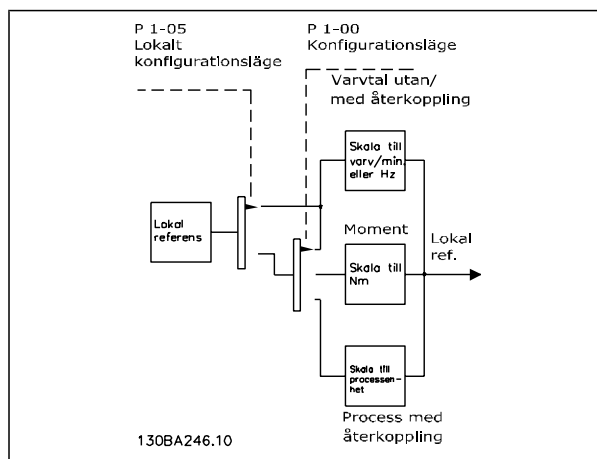 P 1-05
Lokalt
konfigurationsläge
P 1-00
Konfigurationsläge
Varvtal utan/
med återkoppling
Skala till
varv/min.
eller Hz
Lokal
referens
Moment
Skala till
Nm
Lokal
ref.
Skala till
processen-
het
Process med
återkoppling
130BA246.10